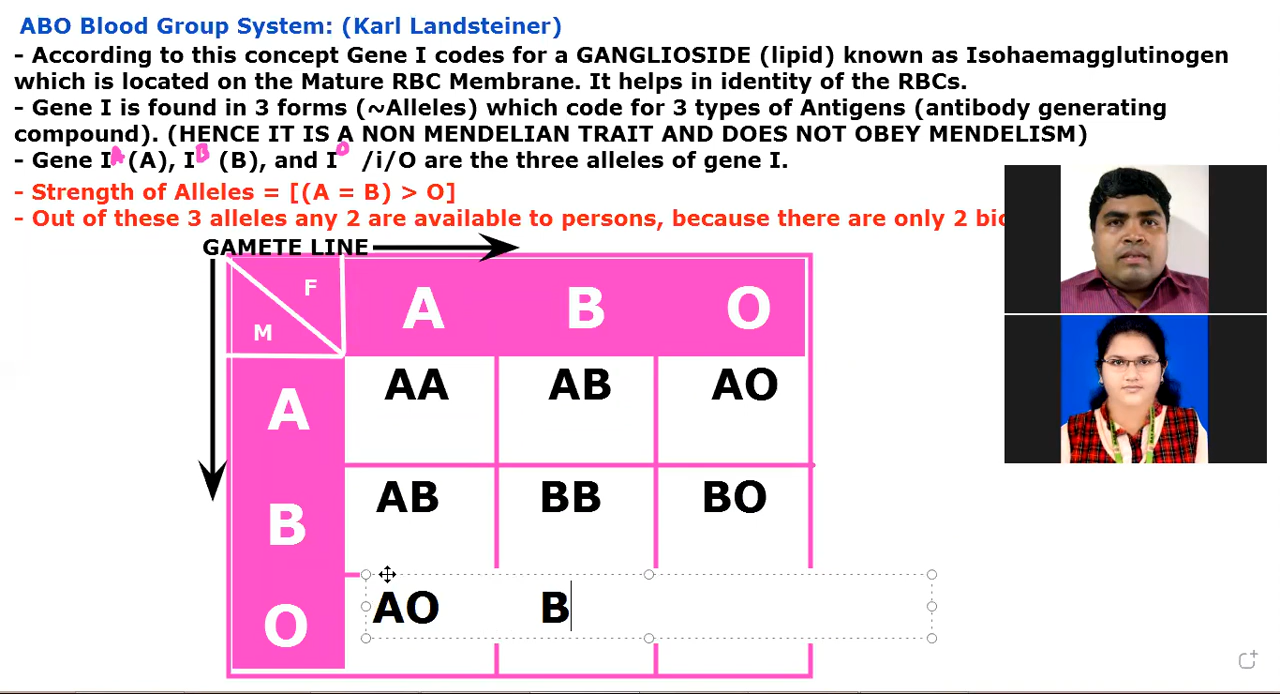 ABO Blood Group System: (Karl Landsteiner)
- According to this concept Gene I codes for a GANGLIOSIDE (lipid) known as Isohaemagglutinogen
which is located on the Mature RBC Membrane. It helps in identity of the RBCs.
- Gene I is found in 3 forms (~Alleles) which code for 3 types of Antigens (antibody generating
compound). (HENCE IT IS A NON MENDELIAN TRAIT AND DOES NOT OBEY MENDELISM)
- Gene I^A (A), I^B (B), and I^O /i/O are the three alleles of gene I.
- Strength of Alleles = [(A = B) > O]
- Out of these 3 alleles any 2 are available to persons, because there are only 2
GAMETE LINE
F
M
A B O
A AA AB AO
B AB BB BO
O AO B